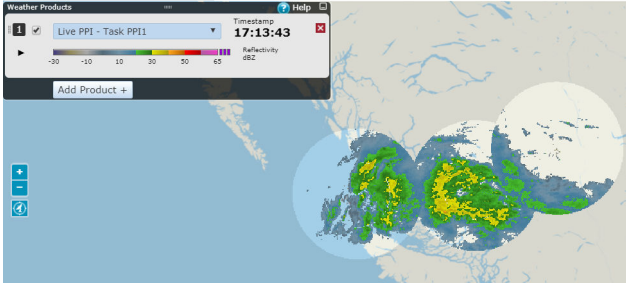 Weather Products
? Help
1
Live PPI - Task PPI1
Timestamp
17:13:43
X
-30 -10 10 30 50 65
Reflectivity
dBZ
Add Product +
+
−